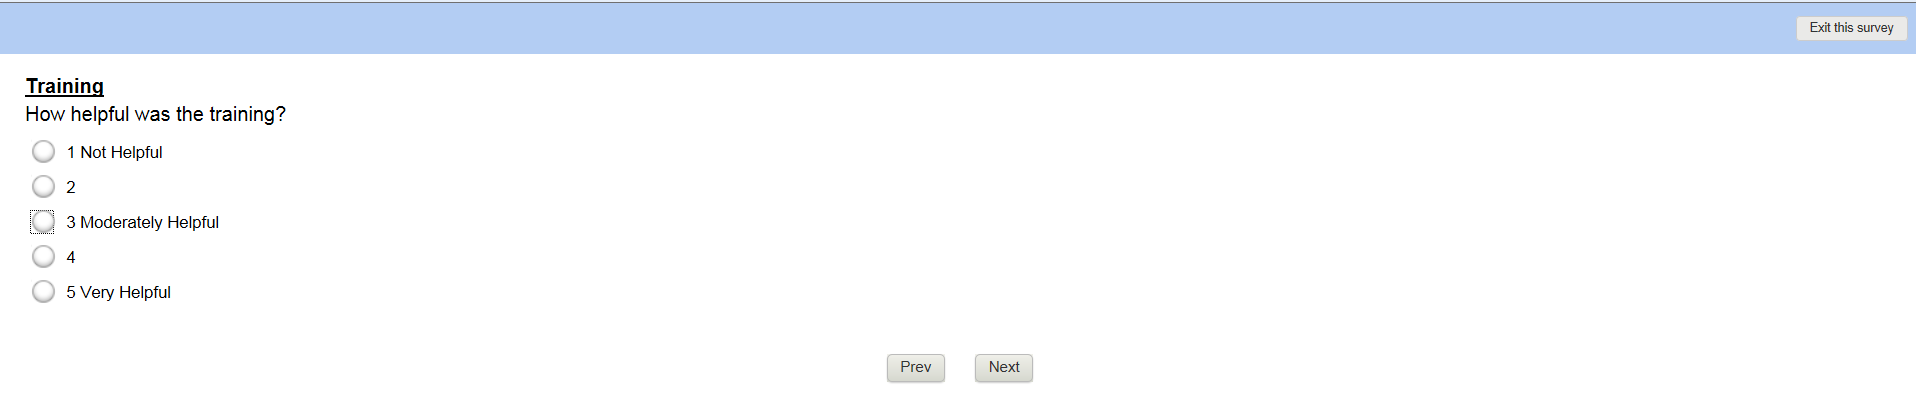 Exit this survey
Training
How helpful was the training?
1 Not Helpful
2
3 Moderately Helpful
4
5 Very Helpful
Prev Next